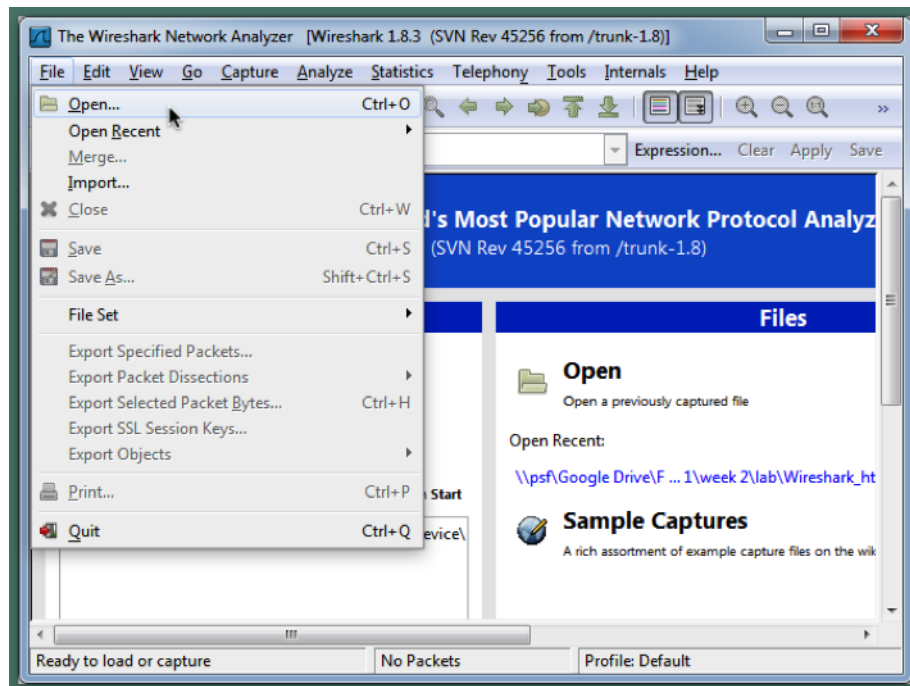 The Wireshark Network Analyzer [Wireshark 1.8.3 (SVN Rev 45256 from /trunk-1.8)]
File Edit View Go Capture Analyze Statistics Telephony Tools Internals Help
Open... Ctrl+O
Open Recent
Merge...
Import...
Close Ctrl+W
Save Ctrl+S
Save As... Shift+Ctrl+S
File Set
Export Specified Packets...
Export Packet Dissections
Export Selected Packet Bytes... Ctrl+H
Export SSL Session Keys...
Export Objects
Print... Ctrl+P
Quit Ctrl+Q
»
Expression... Clear Apply Save
's Most Popular Network Protocol Analyz
(SVN Rev 45256 from /trunk-1.8)
Start
evice\
Files
Open
Open a previously captured file
Open Recent:
\\psf\Google Drive\F ... 1\week 2\lab\Wireshark_ht
Sample Captures
A rich assortment of example capture files on the wik
Ready to load or capture No Packets Profile: Default